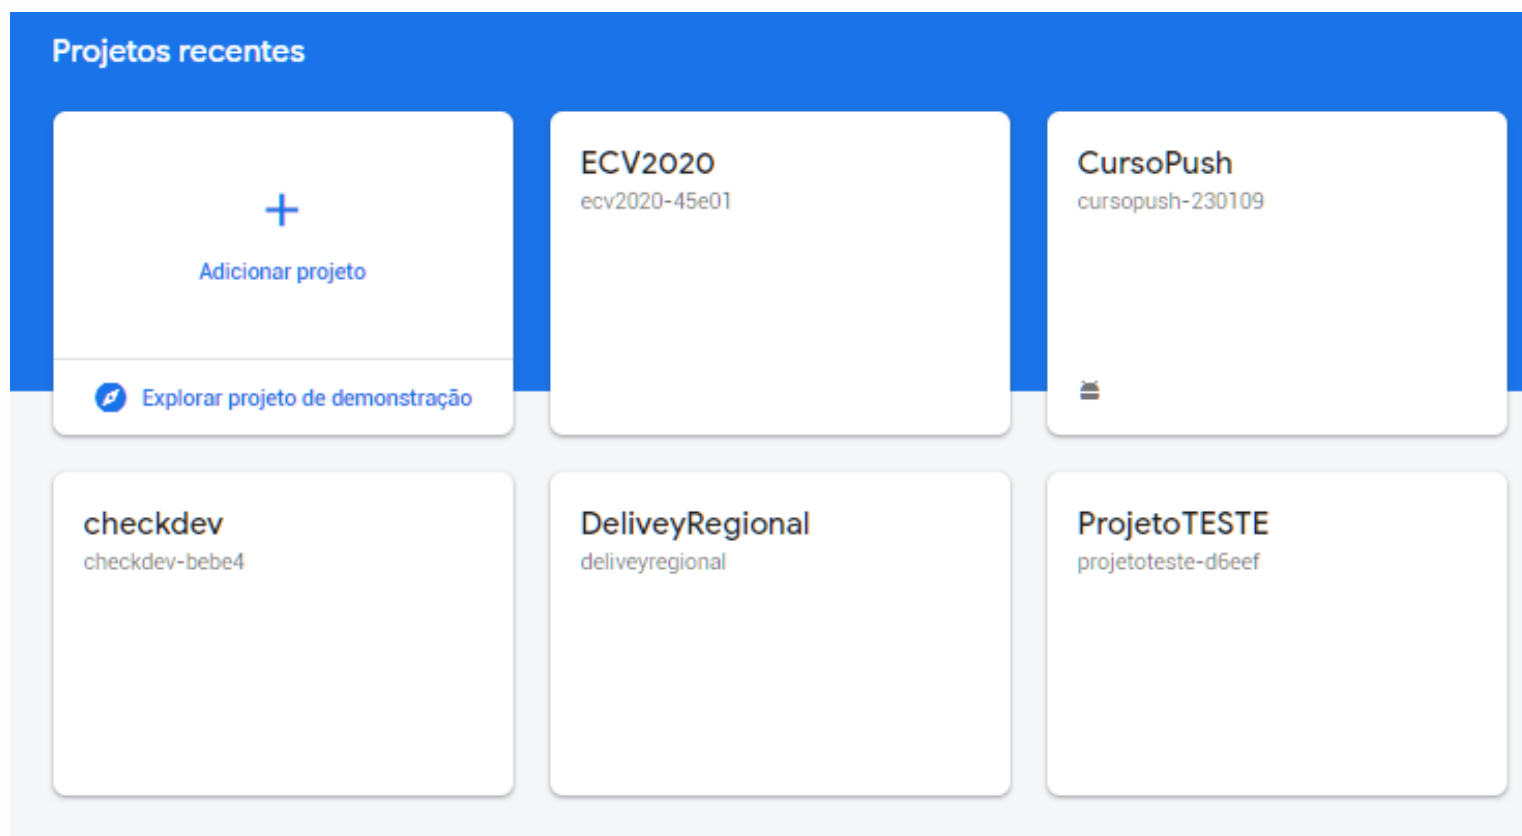 Projetos recentes
Adicionar projeto
Explorar projeto de demonstração
ECV2020
ecv2020-45e01
CursoPush
cursopush-230109
checkdev
checkdev-bebe4
DeliveyRegional
deliveyregional
ProjetoTESTE
projetoteste-d6eef